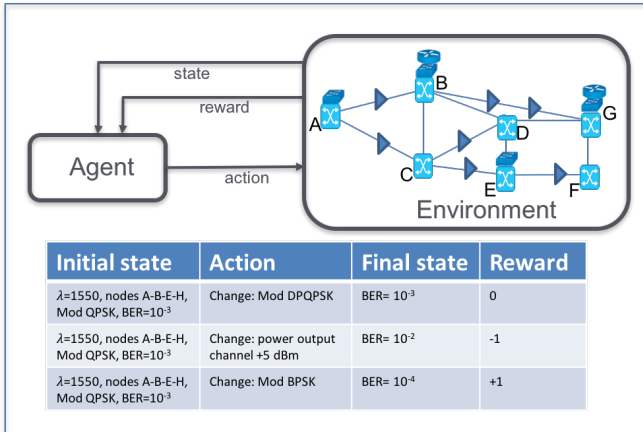 state
reward
Agent
action
A
B
C
D
E
F
G
Environment
Initial state Action Final state Reward
λ=1550, nodes A-B-E-H, Change: Mod DPQPSK BER= 10⁻³ 0
Mod QPSK, BER=10⁻³
λ=1550, nodes A-B-E-H, Change: power output BER= 10⁻² -1
Mod QPSK, BER=10⁻³ channel +5 dBm
λ=1550, nodes A-B-E-H, Change: Mod BPSK BER= 10⁻⁴ +1
Mod QPSK, BER=10⁻³